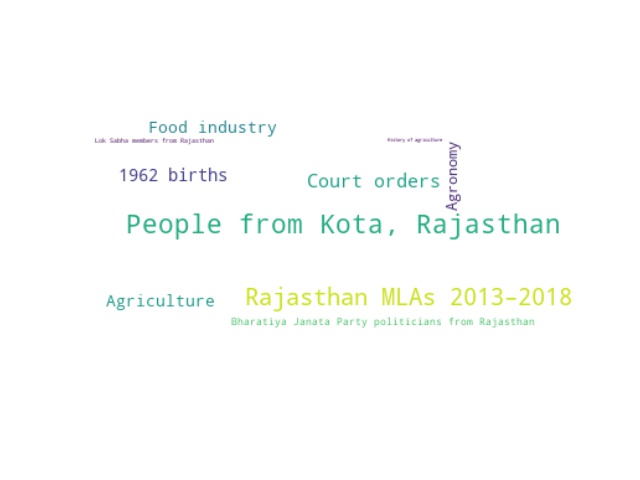 Food industry
Lok Sabha members from Rajasthan
History of agriculture
1962 births
Court orders
Agronomy
People from Kota, Rajasthan
Agriculture
Rajasthan MLAs 2013–2018
Bharatiya Janata Party politicians from Rajasthan